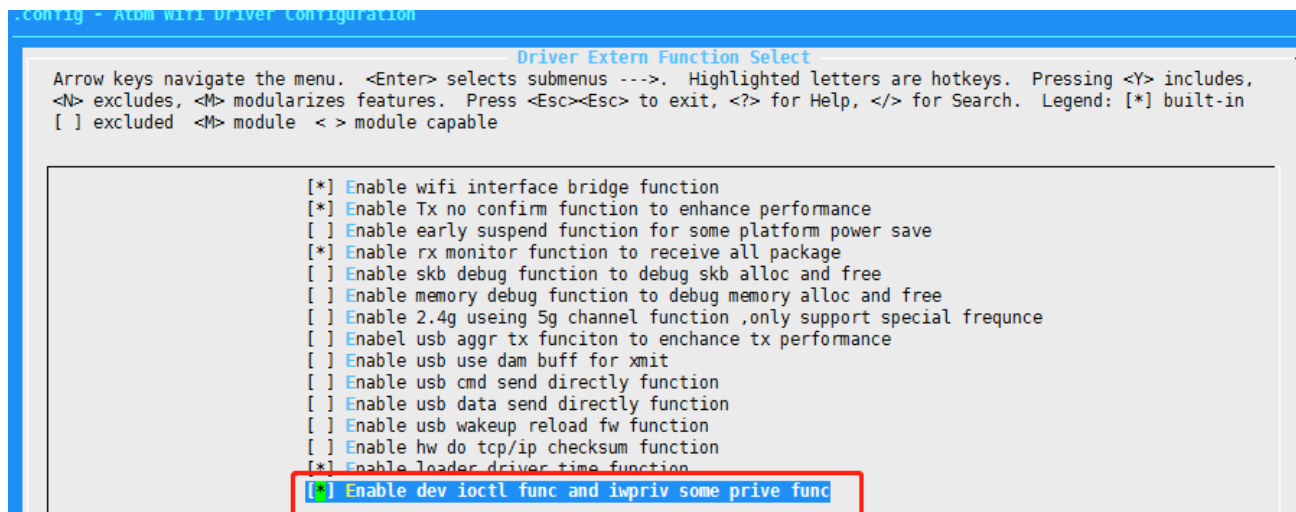 .config - Atbm Wifi Driver Configuration
Driver Extern Function Select
Arrow keys navigate the menu.  <Enter> selects submenus --->.  Highlighted letters are hotkeys.  Pressing <Y> includes,
<N> excludes, <M> modularizes features.  Press <Esc><Esc> to exit, <?> for Help, </> for Search.  Legend: [*] built-in
[ ] excluded  <M> module  < > module capable
[*] Enable wifi interface bridge function
[*] Enable Tx no confirm function to enhance performance
[ ] Enable early suspend function for some platform power save
[*] Enable rx monitor function to receive all package
[ ] Enable skb debug function to debug skb alloc and free
[ ] Enable memory debug function to debug memory alloc and free
[ ] Enable 2.4g useing 5g channel function ,only support special frequnce
[ ] Enabel usb aggr tx funciton to enchance tx performance
[ ] Enable usb use dam buff for xmit
[ ] Enable usb cmd send directly function
[ ] Enable usb data send directly function
[ ] Enable usb wakeup reload fw function
[ ] Enable hw do tcp/ip checksum function
[*] Enable loader driver time function
[*] Enable dev ioctl func and iwpriv some prive func